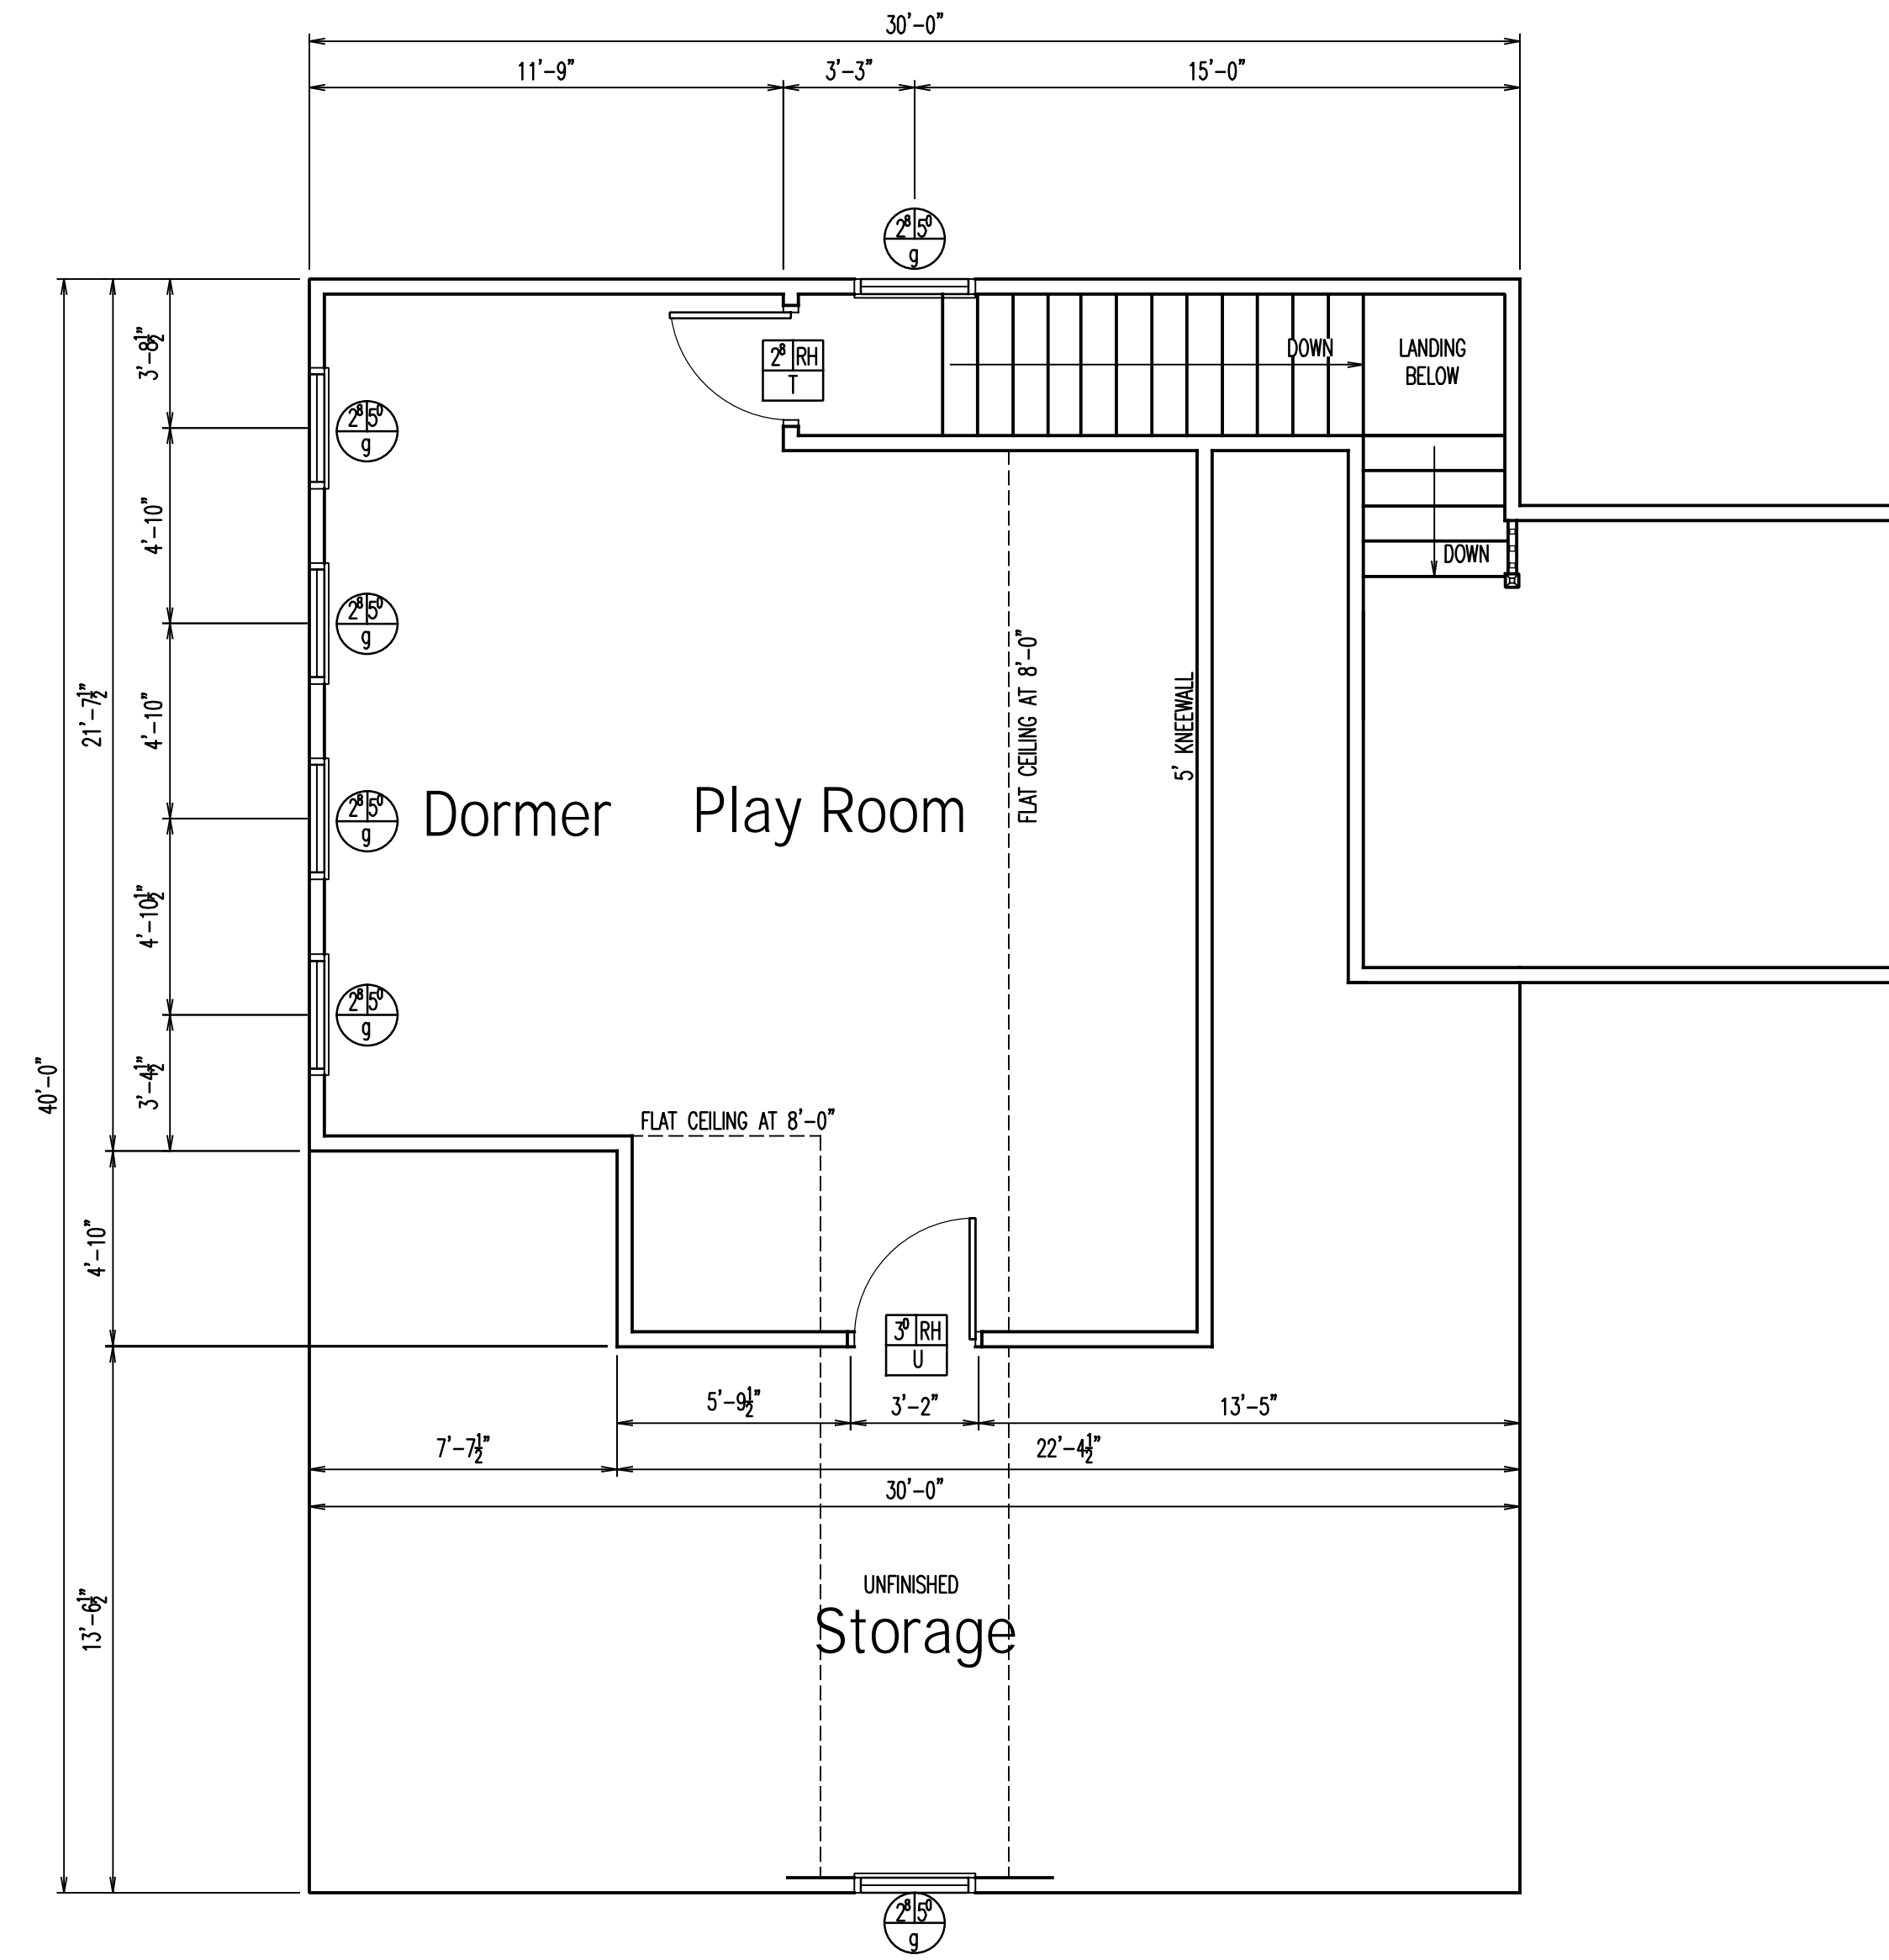 30'-0"
11'-9" 3'-3" 15'-0"
2⁸ 5⁰
g
3'-8½"
2⁸ RH
T
DOWN
LANDING
BELOW
2⁸ 5⁰
g
4'-10"
DOWN
2⁸ 5⁰
g
FLAT CEILING AT 8'-0"
5' KNEEWALL
21'-7½"
4'-10"
Dormer
Play Room
2⁸ 5⁰
g
4'-10½"
2⁸ 5⁰
g
40'-0"
3'-4½"
FLAT CEILING AT 8'-0"
4'-10"
3⁰ RH
U
5'-9½" 3'-2" 13'-5"
7'-7½" 22'-4½"
30'-0"
13'-6½"
UNFINISHED
Storage
2⁸ 5⁰
g